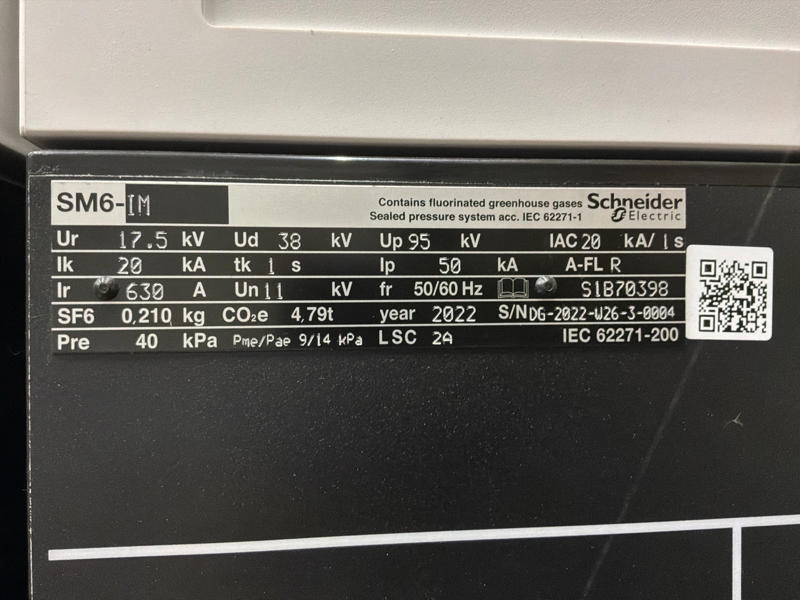 SM6-IM Contains fluorinated greenhouse gases Schneider
Sealed pressure system acc. IEC 62271-1 Electric
Ur 17.5 kV Ud 38 kV Up 95 kV IAC 20 kA/ 1 s
Ik 20 kA tk 1 s Ip 50 kA A-FL R
Ir 630 A Un 11 kV fr 50/60 Hz S1B70398
SF6 0,210 kg CO₂e 4,79t year 2022 S/N DG-2022-W26-3-0004
Pre 40 kPa Pme/Pae 9/14 kPa LSC 2A IEC 62271-200